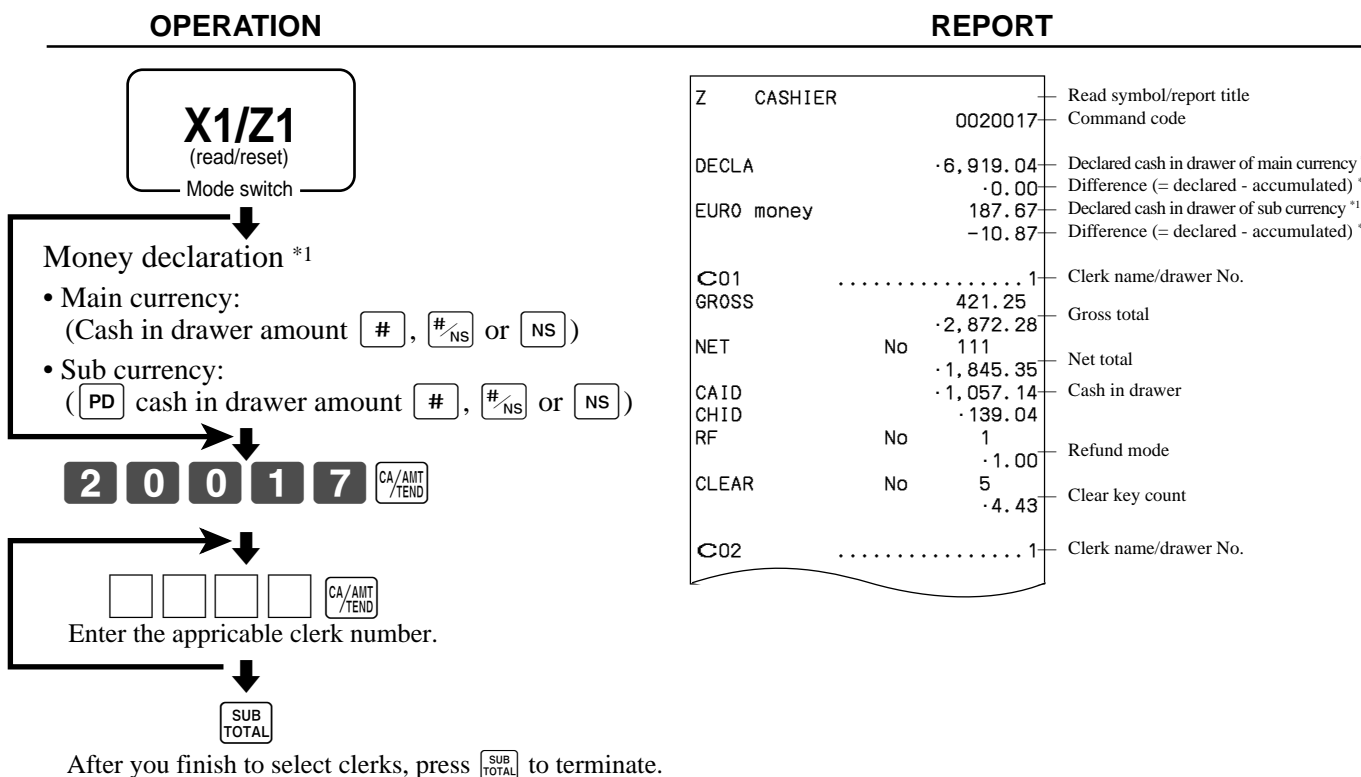 OPERATION
REPORT
X1/Z1
(read/reset)
Mode switch
Money declaration *1
• Main currency:
(Cash in drawer amount #, #/NS or NS)
• Sub currency:
(PD cash in drawer amount #, #/NS or NS)
2 0 0 1 7 CA/AMT/TEND
CA/AMT/TEND
Enter the appricable clerk number.
SUB TOTAL
After you finish to select clerks, press SUB TOTAL to terminate.
Z CASHIER Read symbol/report title
0020017 Command code
DECLA ·6,919.04 Declared cash in drawer of main currency
·0.00 Difference (= declared - accumulated) *
EURO money 187.67 Declared cash in drawer of sub currency *1
-10.87 Difference (= declared - accumulated) *
C01 ................1 Clerk name/drawer No.
GROSS 421.25
Gross total
·2,872.28
NET No 111
Net total
·1,845.35
CAID ·1,057.14 Cash in drawer
CHID ·139.04
RF No 1
Refund mode
·1.00
CLEAR No 5
Clear key count
·4.43
C02 ................1 Clerk name/drawer No.